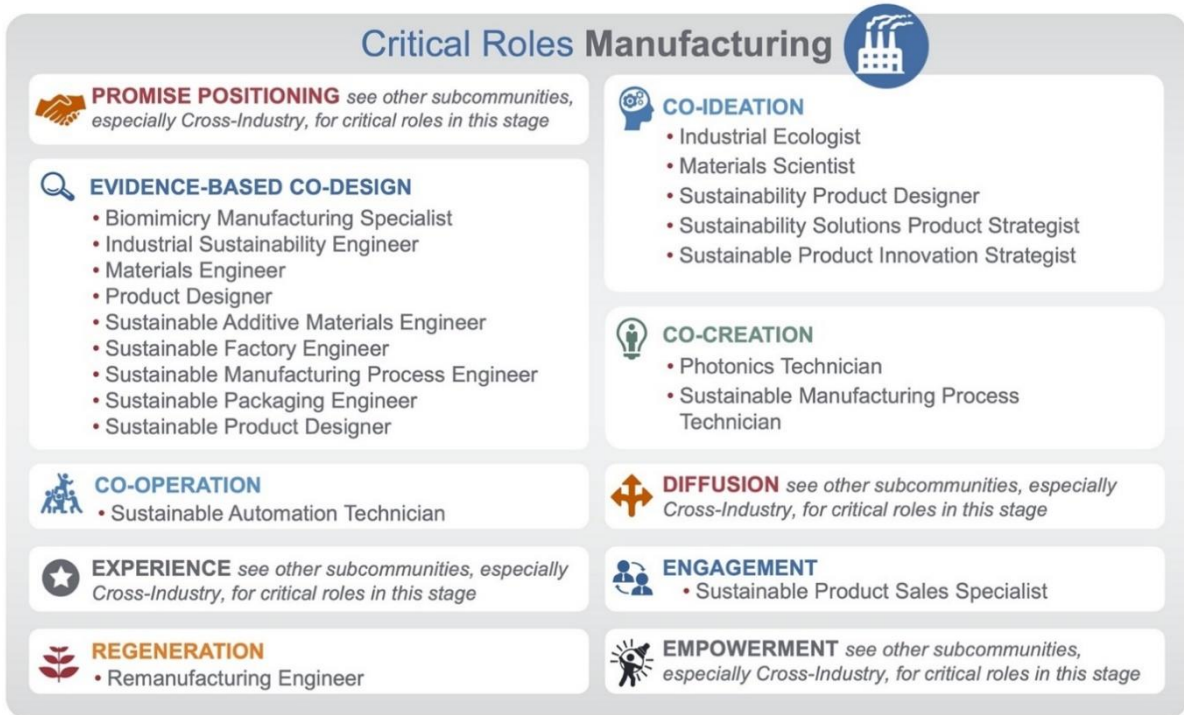 Critical Roles Manufacturing
PROMISE POSITIONING see other subcommunities,
especially Cross-Industry, for critical roles in this stage
EVIDENCE-BASED CO-DESIGN
• Biomimicry Manufacturing Specialist
• Industrial Sustainability Engineer
• Materials Engineer
• Product Designer
• Sustainable Additive Materials Engineer
• Sustainable Factory Engineer
• Sustainable Manufacturing Process Engineer
• Sustainable Packaging Engineer
• Sustainable Product Designer
CO-OPERATION
• Sustainable Automation Technician
EXPERIENCE see other subcommunities, especially
Cross-Industry, for critical roles in this stage
REGENERATION
• Remanufacturing Engineer
CO-IDEATION
• Industrial Ecologist
• Materials Scientist
• Sustainability Product Designer
• Sustainability Solutions Product Strategist
• Sustainable Product Innovation Strategist
CO-CREATION
• Photonics Technician
• Sustainable Manufacturing Process
Technician
DIFFUSION see other subcommunities, especially
Cross-Industry, for critical roles in this stage
ENGAGEMENT
• Sustainable Product Sales Specialist
EMPOWERMENT see other subcommunities,
especially Cross-Industry, for critical roles in this stage